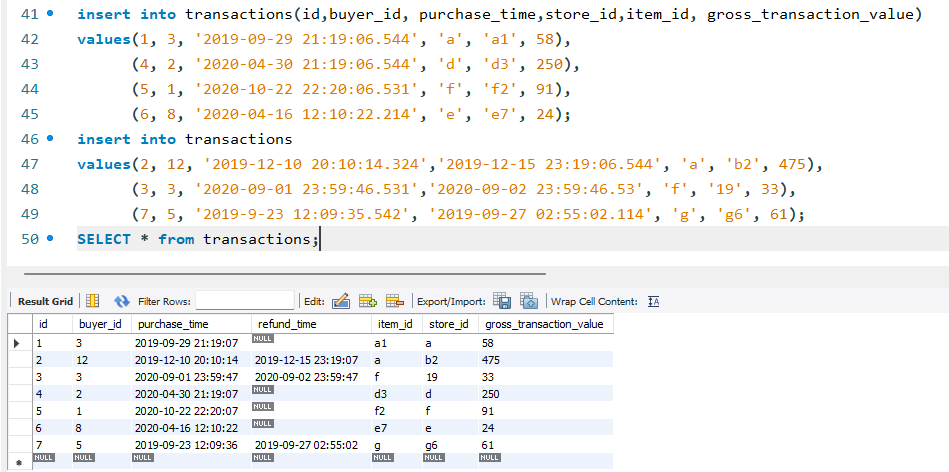 41 insert into transactions(id,buyer_id, purchase_time,store_id,item_id, gross_transaction_value)
42 values(1, 3, '2019-09-29 21:19:06.544', 'a', 'a1', 58),
43 (4, 2, '2020-04-30 21:19:06.544', 'd', 'd3', 250),
44 (5, 1, '2020-10-22 22:20:06.531', 'f', 'f2', 91),
45 (6, 8, '2020-04-16 12:10:22.214', 'e', 'e7', 24);
46 insert into transactions
47 values(2, 12, '2019-12-10 20:10:14.324','2019-12-15 23:19:06.544', 'a', 'b2', 475),
48 (3, 3, '2020-09-01 23:59:46.531','2020-09-02 23:59:46.53', 'f', '19', 33),
49 (7, 5, '2019-9-23 12:09:35.542', '2019-09-27 02:55:02.114', 'g', 'g6', 61);
50 SELECT * from transactions;
Result Grid Filter Rows: Edit: Export/Import: Wrap Cell Content: IA
id buyer_id purchase_time refund_time item_id store_id gross_transaction_value
1 3 2019-09-29 21:19:07 NULL a1 a 58
2 12 2019-12-10 20:10:14 2019-12-15 23:19:07 a b2 475
3 3 2020-09-01 23:59:47 2020-09-02 23:59:47 f 19 33
4 2 2020-04-30 21:19:07 NULL d3 d 250
5 1 2020-10-22 22:20:07 NULL f2 f 91
6 8 2020-04-16 12:10:22 NULL e7 e 24
7 5 2019-09-23 12:09:36 2019-09-27 02:55:02 g g6 61
NULL NULL NULL NULL NULL NULL NULL